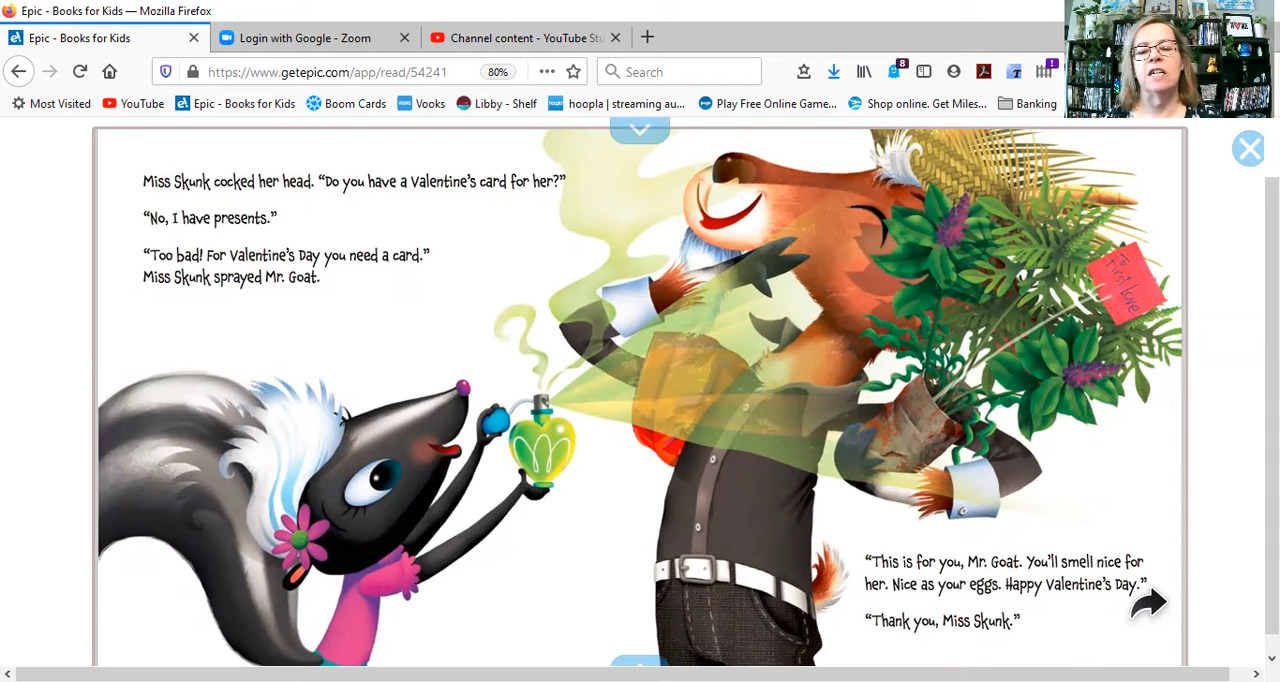 Epic - Books for Kids — Mozilla Firefox
Epic - Books for Kids
Login with Google - Zoom
Channel content - YouTube Stu
https://www.getepic.com/app/read/54241
80%
Search
8
Most Visited
YouTube
Epic - Books for Kids
Boom Cards
Vooks
Libby - Shelf
hoopla | streaming au...
Play Free Online Game...
Shop online. Get Miles...
Banking
Miss Skunk cocked her head. “Do you have a Valentine’s card for her?”
“No, I have presents.”
“Too bad! For Valentine’s Day you need a card.”
Miss Skunk sprayed Mr. Goat.
To
First love
“This is for you, Mr. Goat. You’ll smell nice for
her. Nice as your eggs. Happy Valentine’s Day.”
“Thank you, Miss Skunk.”